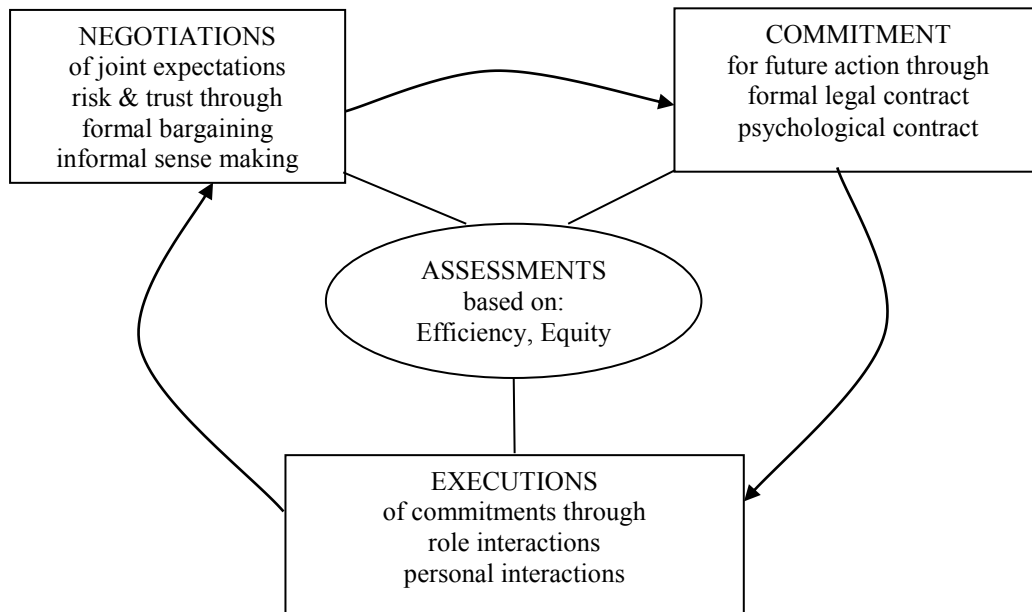 NEGOTIATIONS
of joint expectations
risk & trust through
formal bargaining
informal sense making
COMMITMENT
for future action through
formal legal contract
psychological contract
ASSESSMENTS
based on:
Efficiency, Equity
EXECUTIONS
of commitments through
role interactions
personal interactions